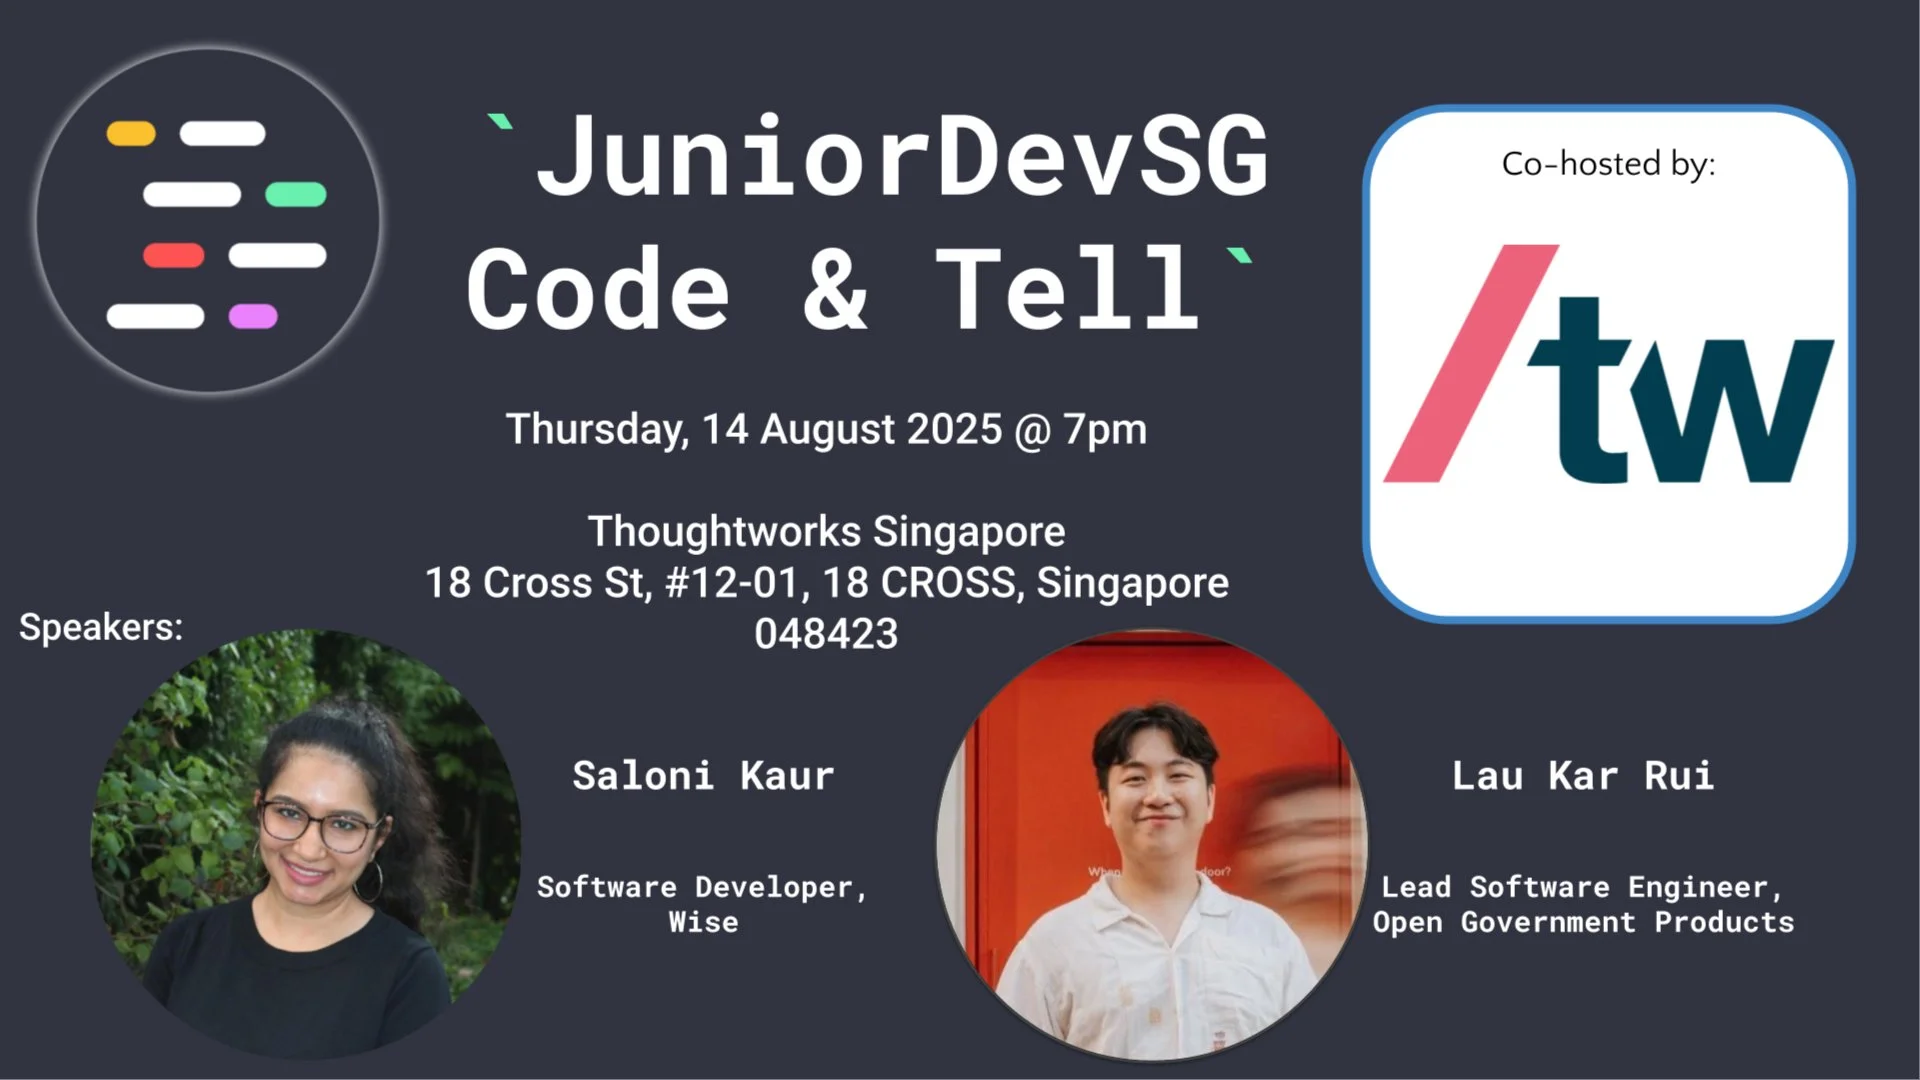 `JuniorDevSG
Code & Tell`
Co-hosted by:
/tw
Thursday, 14 August 2025 @ 7pm
Thoughtworks Singapore
18 Cross St, #12-01, 18 CROSS, Singapore
048423
Speakers:
Saloni Kaur
Software Developer,
Wise
When door?
Lau Kar Rui
Lead Software Engineer,
Open Government Products